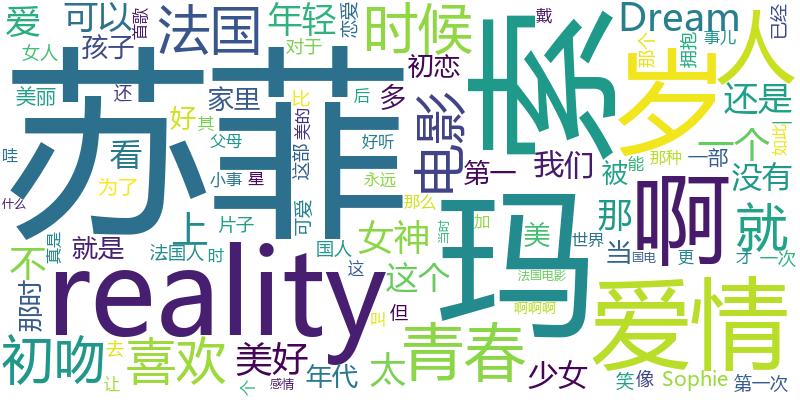 爱
可以
法国
年轻
恋爱
时候
戴
Dream
人
已经
首歌
女人
孩子
对于
初恋
电影
索
岁
那个
拥抱
事儿
美丽
还
家里
后
比
多
还是
苏菲
哇
看
好
其
父母
小事
星
这部
美的
好听
第一
我们
被
能
那种
一部
一个
如此
为了
永远
可爱
那么
啊
没有
什么
上
片子
女神
玛
加
美
那
就
不
就是
真是
法国人
时
国人
这个
世界
当
国电
更
才
一次
那时
reality
这
但
法国电影
啊啊啊
爱情
初吻
喜欢
去
让
美好
叫
年代
感情
太
青春
少女
笑
像
Sophie
第一次